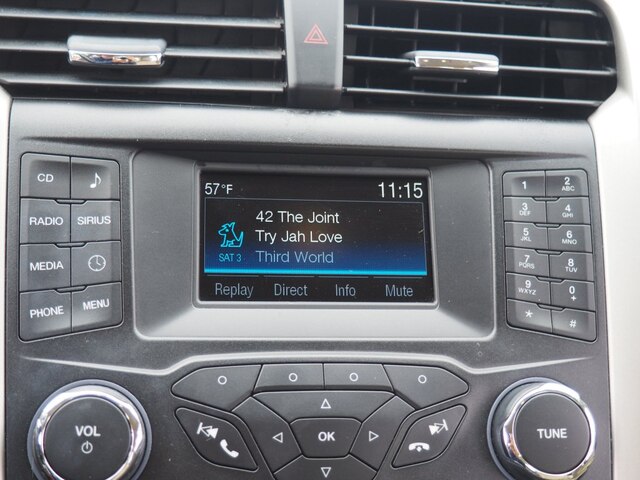 57°F 11:15
42 The Joint
Try Jah Love
SAT 3 Third World
Replay Direct Info Mute
CD
RADIO SIRIUS
MEDIA
PHONE MENU
1 2 ABC
3 DEF 4 GHI
5 JKL 6 MNO
7 PQRS 8 TUV
9 WXYZ 0 +
* #
VOL
OK
TUNE